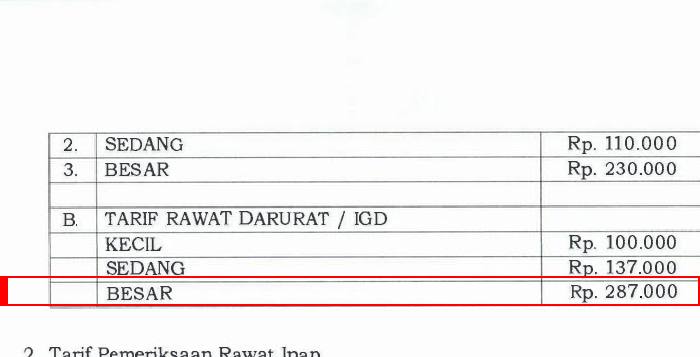 2. SEDANG Rp. 110.000
3. BESAR Rp. 230.000
B. TARIF RAWAT DARURAT / IGD
KECIL Rp. 100.000
SEDANG Rp. 137.000
BESAR Rp. 287.000
2. Tarif Pemeriksaan Rawat Inap